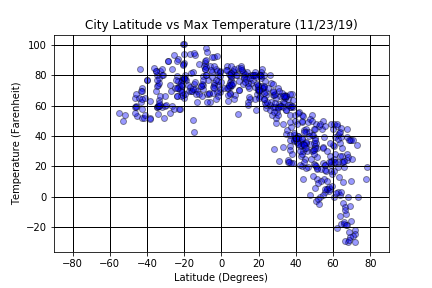 City Latitude vs Max Temperature (11/23/19)
100
80
60
40
20
0
−20
Temperature (Farenheit)
−80 −60 −40 −20 0 20 40 60 80
Latitude (Degrees)